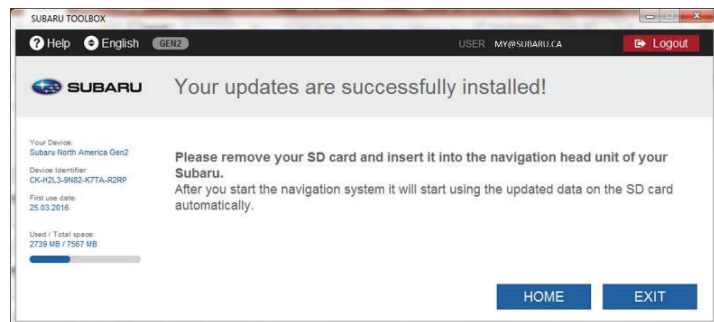 SUBARU TOOLBOX
? Help English GEN2 USER MY@SUBARU.CA Logout
SUBARU Your updates are successfully installed!
Your Device:
Subaru North America Gen2
Device Identifier:
CK-H2L3-9N82-K7TA-R2RP
First use date:
25.03.2016
Used / Total space:
2739 MB / 7567 MB
Please remove your SD card and insert it into the navigation head unit of your
Subaru.
After you start the navigation system it will start using the updated data on the SD card
automatically.
HOME EXIT